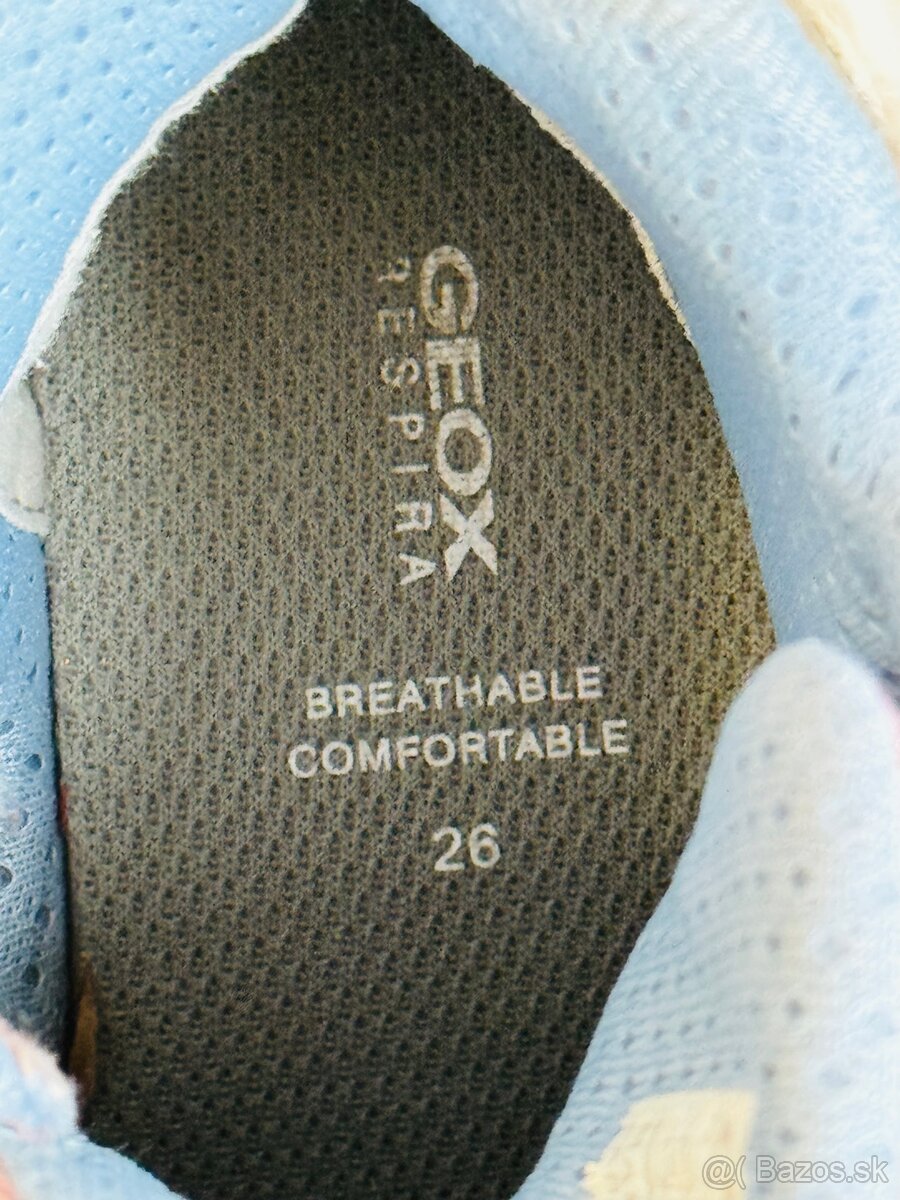 GEOX
RESPIRA
BREATHABLE
COMFORTABLE
26
@( Bazos.sk